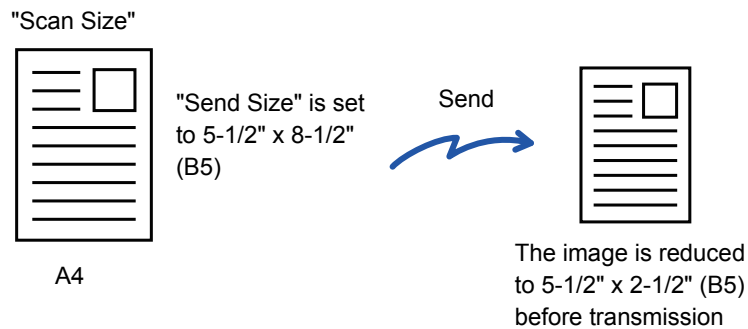 "Scan Size"
"Send Size" is set
to 5-1/2" x 8-1/2"
(B5)
Send
A4
The image is reduced
to 5-1/2" x 2-1/2" (B5)
before transmission